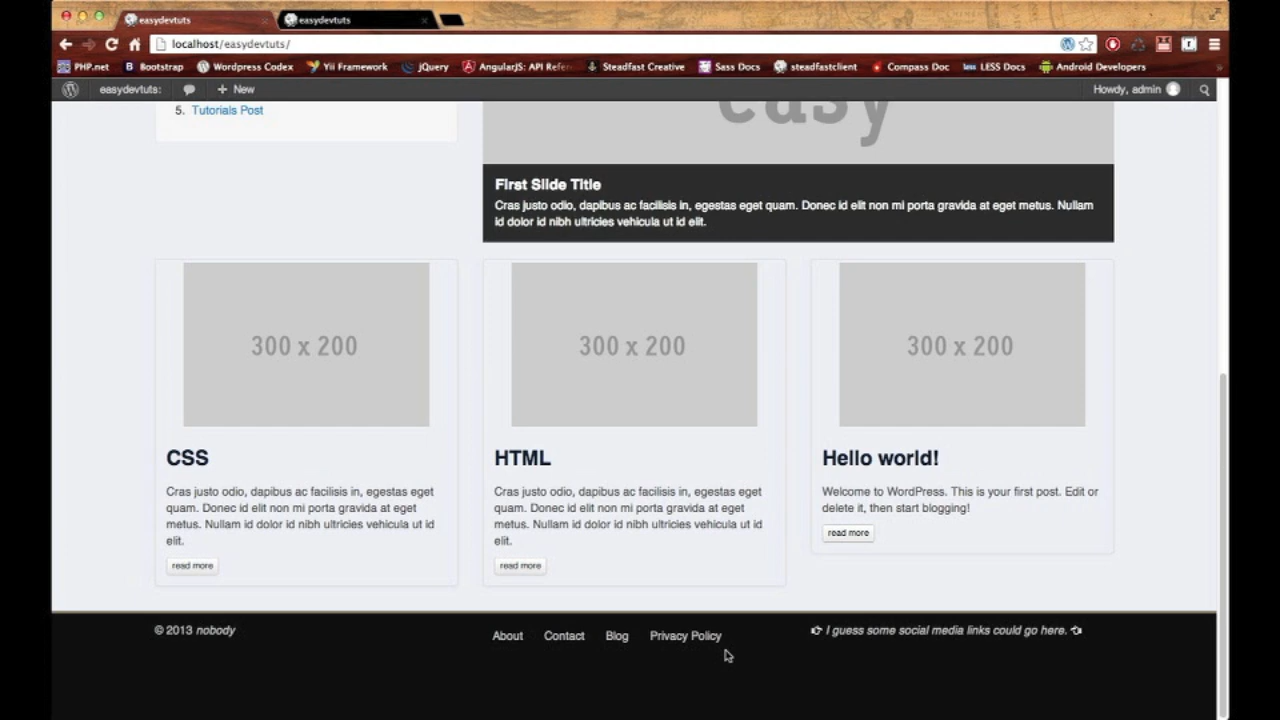 easydevtuts easydevtuts
localhost/easydevtuts/
PHP.net B Bootstrap Wordpress Codex Yii Framework jQuery AngularJS: API Refer Steadfast Creative Sass Docs steadfastclient Compass Doc less LESS Docs Android Developers
easydevtuts: + New Howdy, admin
5. Tutorials Post
easy
First Slide Title
Cras justo odio, dapibus ac facilisis in, egestas eget quam. Donec id elit non mi porta gravida at eget metus. Nullam
id dolor id nibh ultricies vehicula ut id elit.
300 x 200
300 x 200
300 x 200
CSS
Cras justo odio, dapibus ac facilisis in, egestas eget
quam. Donec id elit non mi porta gravida at eget
metus. Nullam id dolor id nibh ultricies vehicula ut id
elit.
read more
HTML
Cras justo odio, dapibus ac facilisis in, egestas eget
quam. Donec id elit non mi porta gravida at eget
metus. Nullam id dolor id nibh ultricies vehicula ut id
elit.
read more
Hello world!
Welcome to WordPress. This is your first post. Edit or
delete it, then start blogging!
read more
© 2013 nobody
About Contact Blog Privacy Policy
I guess some social media links could go here.